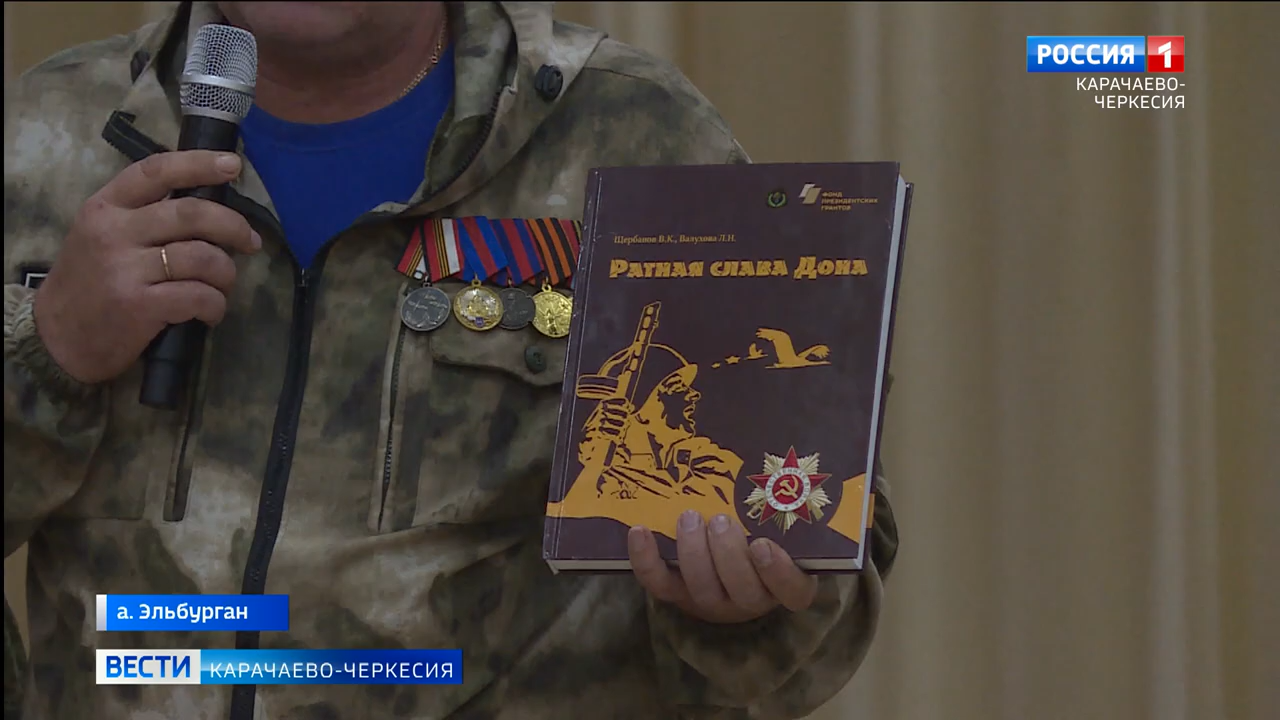 РОССИЯ 1
КАРАЧАЕВО-
ЧЕРКЕСИЯ
ФОНД
ПРЕЗИДЕНТСКИХ
ГРАНТОВ
Щербанов В.К., Валухова Л.Н.
РАТНАЯ СЛАВА ДОНА
а. Эльбурган
ВЕСТИ КАРАЧАЕВО-ЧЕРКЕСИЯ